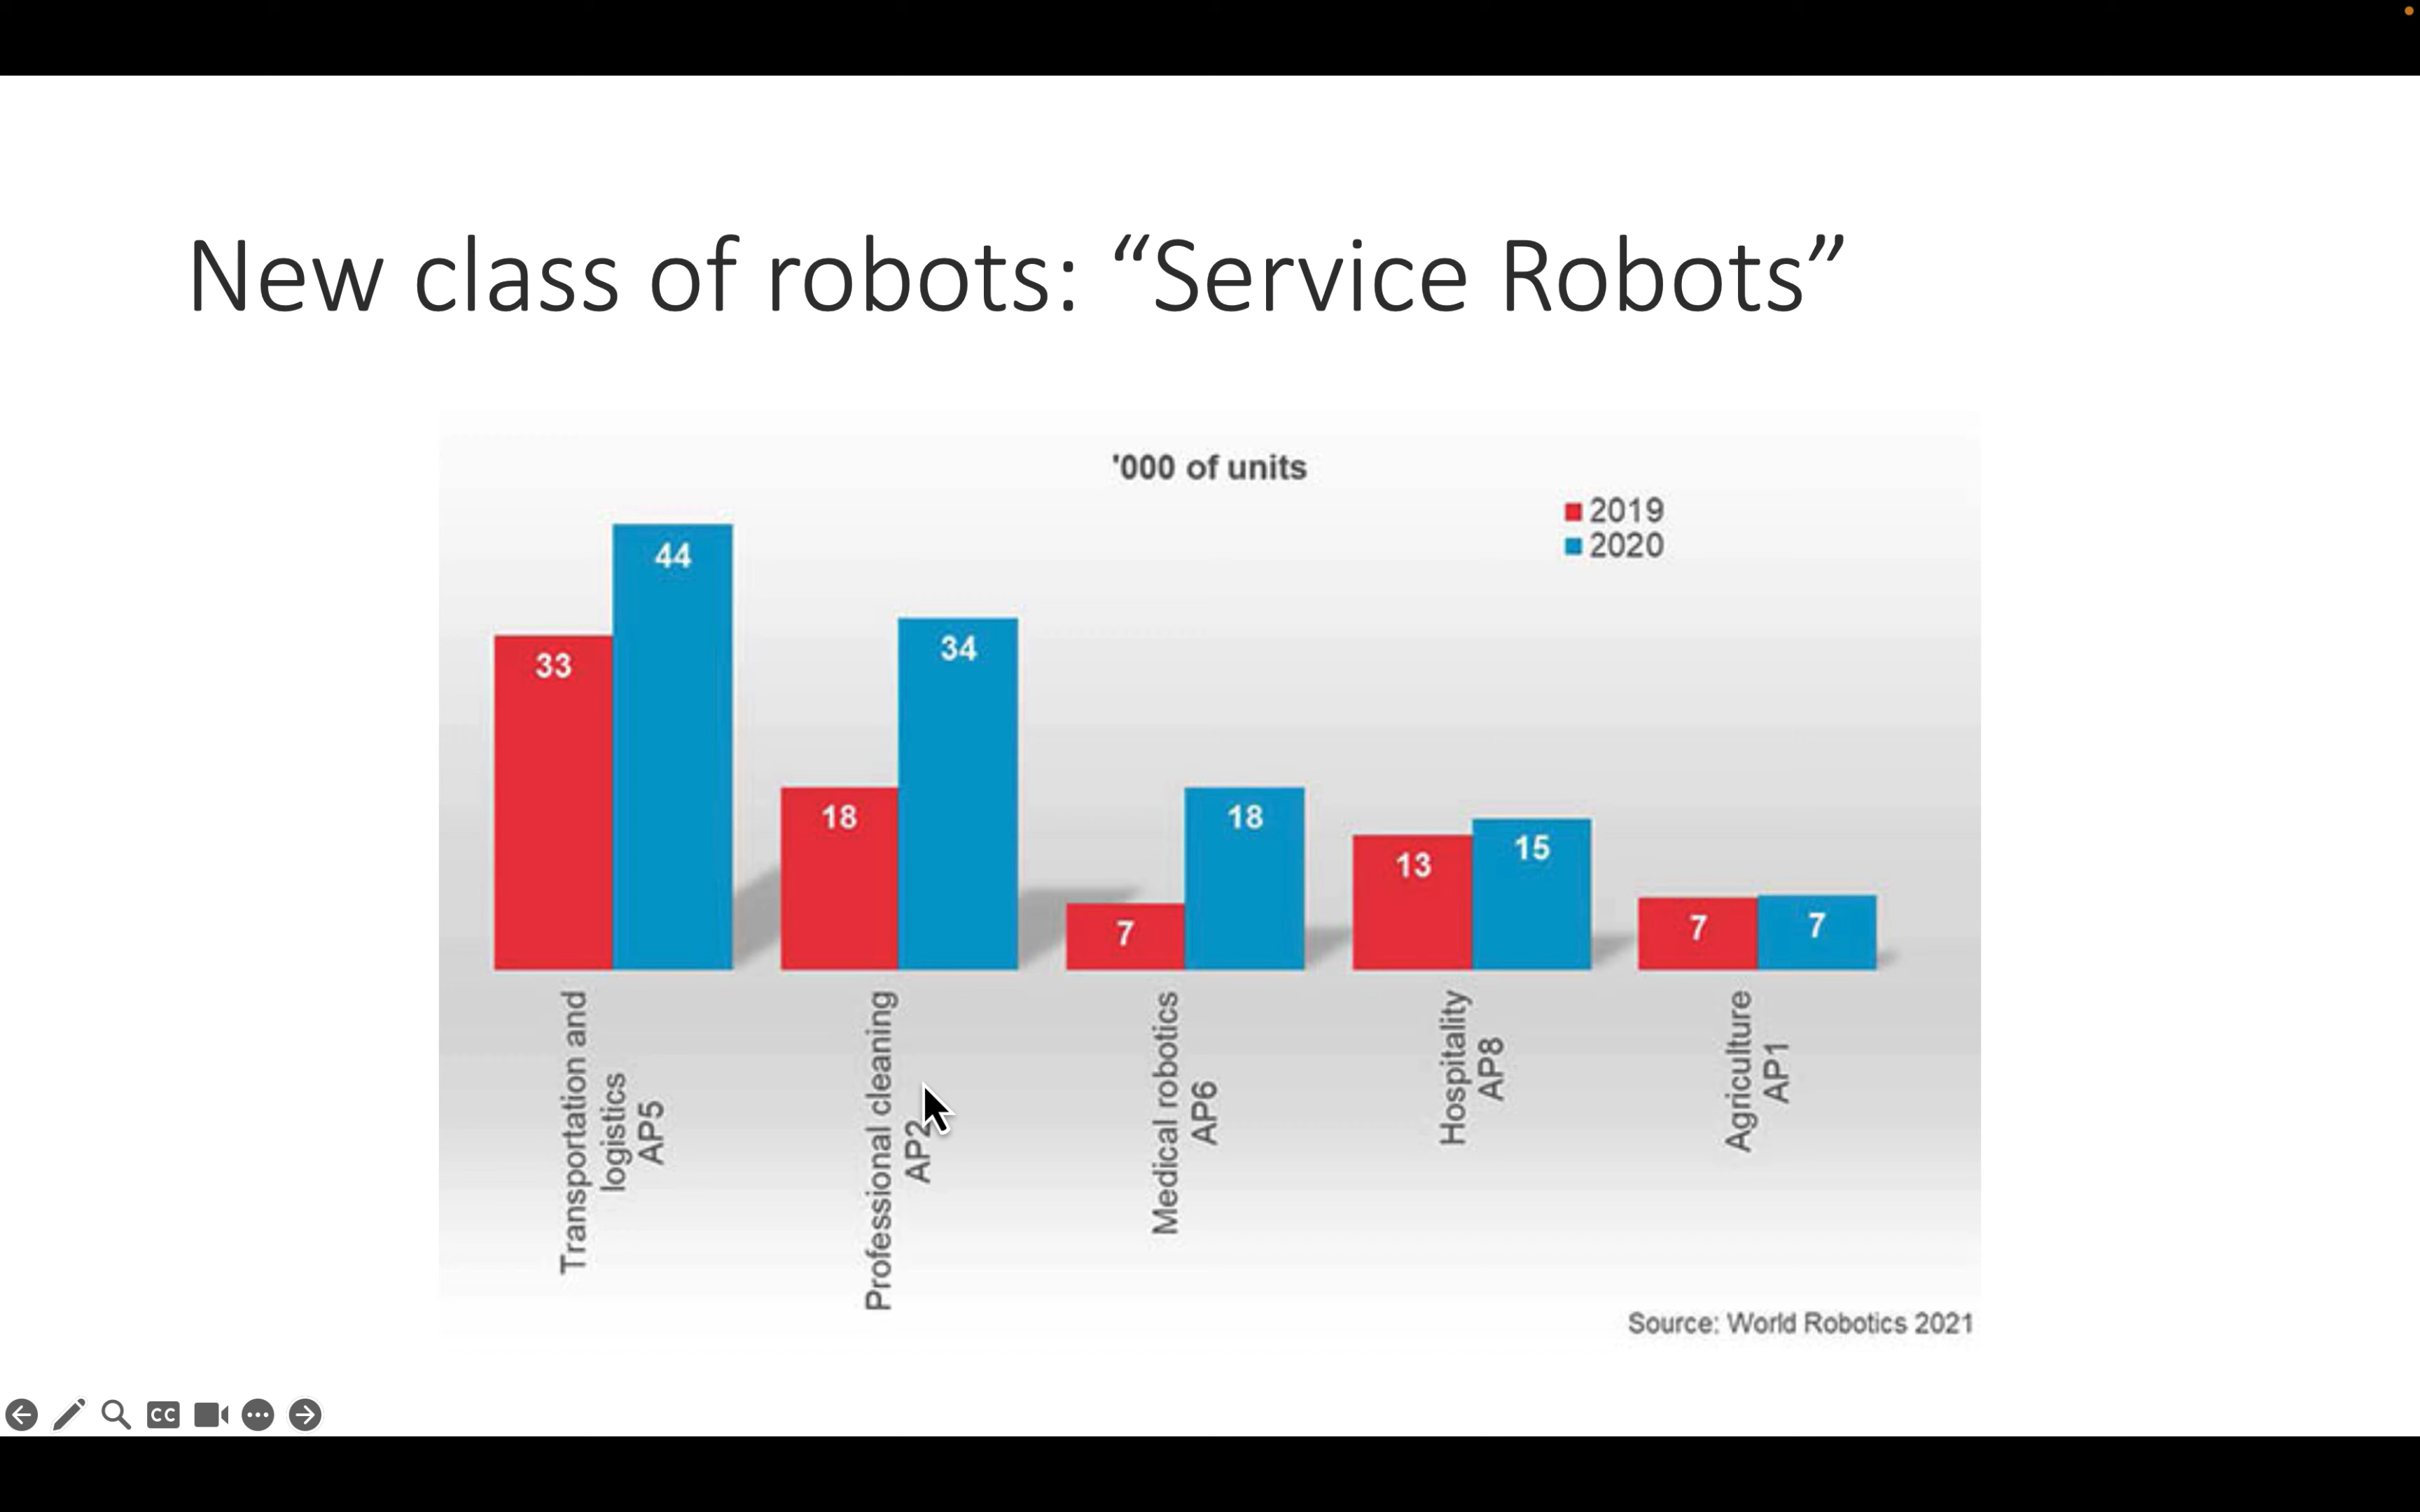 New class of robots: “Service Robots”
'000 of units
2019
2020
33
44
18
34
7
18
13
15
7
7
Transportation and
logistics
AP5
Professional cleaning
AP2
Medical robotics
AP6
Hospitality
AP8
Agriculture
AP1
Source: World Robotics 2021
CC